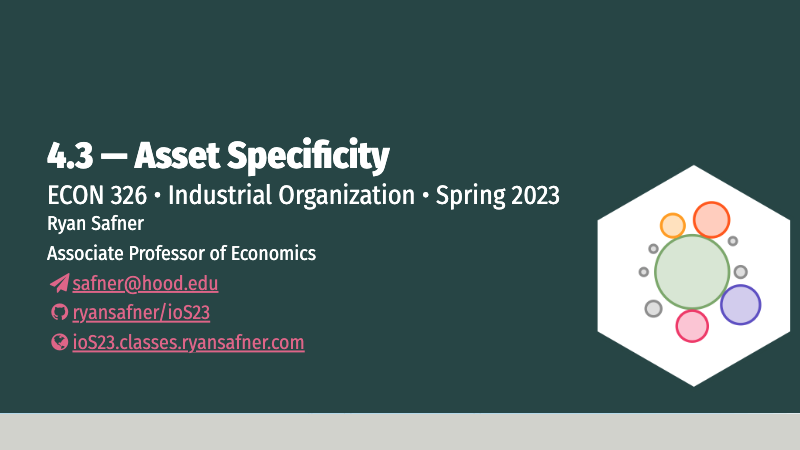 4.3 — Asset Specificity
ECON 326 • Industrial Organization • Spring 2023
Ryan Safner
Associate Professor of Economics
safner@hood.edu
ryansafner/ioS23
ioS23.classes.ryansafner.com